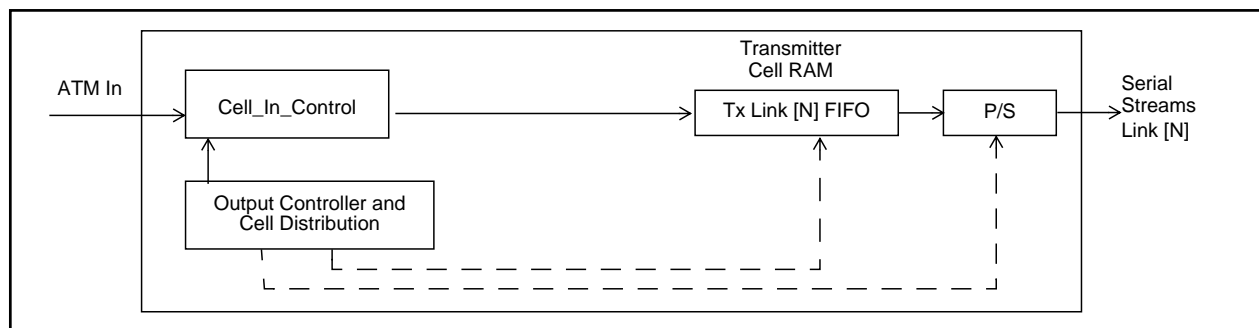 ATM In
Cell_In_Control
Transmitter
Cell RAM
Tx Link [N] FIFO
P/S
Serial
Streams
Link [N]
Output Controller and
Cell Distribution